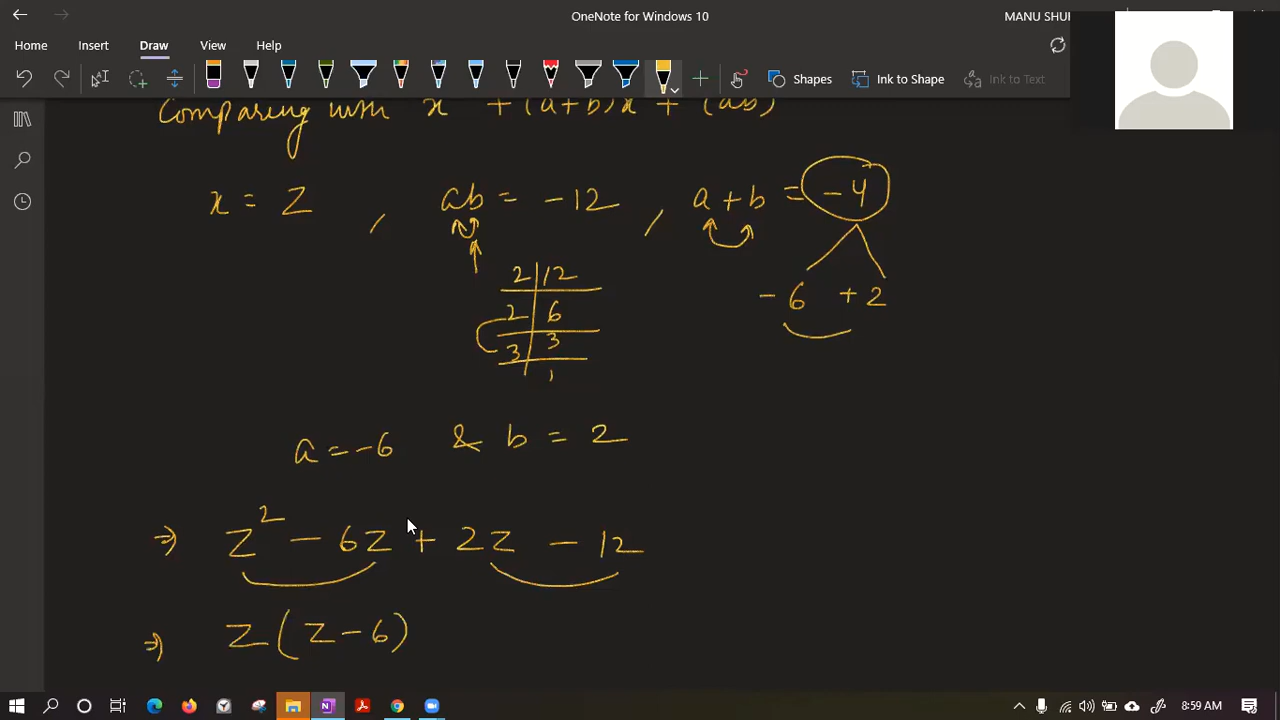 OneNote for Windows 10
MANU SHU
Home Insert Draw View Help
Shapes Ink to Shape Ink to Text
Comparing with x + (a+b)x + (ab)
x = z , ab = -12 , a + b = -4
2 | 12
2 | 6
3 | 3
1
-6 +2
a = -6 & b = 2
⇒ z² - 6z + 2z - 12
⇒ z(z-6)
8:59 AM